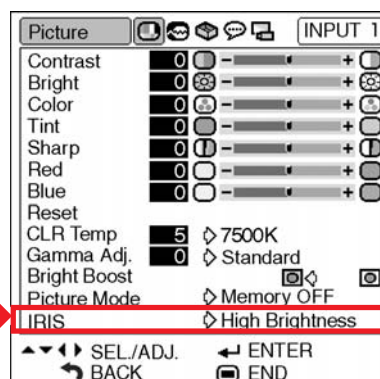 Picture INPUT 1
Contrast 0 - +
Bright 0 - +
Color 0 - +
Tint 0 - +
Sharp 0 - +
Red 0 - +
Blue 0 - +
Reset
CLR Temp 5 7500K
Gamma Adj. 0 Standard
Bright Boost
Picture Mode Memory OFF
IRIS High Brightness
SEL./ADJ. ENTER
BACK END